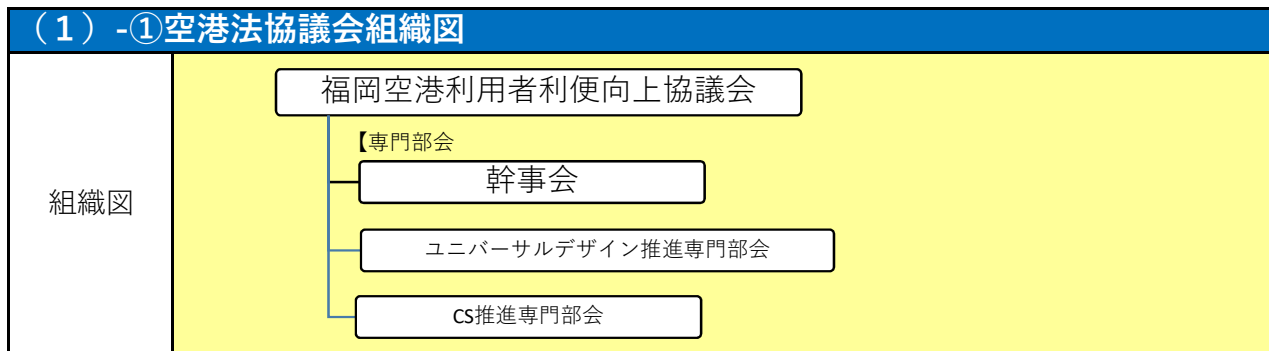 （１）-①空港法協議会組織図
福岡空港利用者利便向上協議会
【専門部会
幹事会
組織図
ユニバーサルデザイン推進専門部会
CS推進専門部会